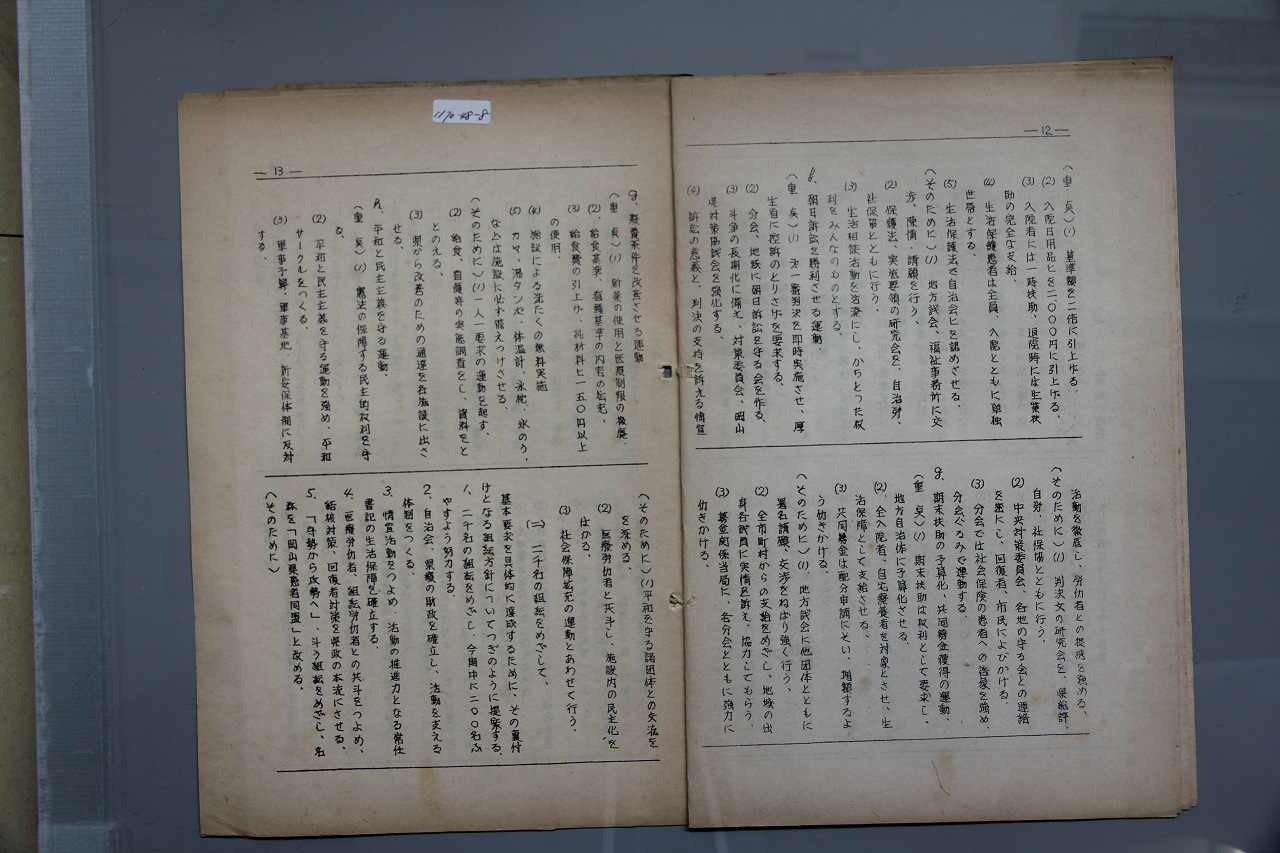 1170-48-8
—12—
(重点)(1) 基準額を二倍に引上げる。
(2) 入院日用品ヒを二〇〇〇円に引上げる。
(3) 入院者には一時扶助、退院時には生業扶
助の完全な支給。
(4) 生活保護患者は全員、入院とともに単独
世帯とする。
(5) 生活保護法で自治会ヒを認めさせる。
(そのために)(1) 地方議会、福祉事務所に交
渉、陳情、請願を行う。
(2) 保護法、実施要領の研究会を、自治労、
社保協とともに行う。
(3) 生活相談活動を活溌にし、かちとった权
利をみんなのものとする。
f、朝日訴訟を勝利させる運動、
(重点)(1) 第一審判決を即時実施させ、厚
生省に控訴のとりさげを要求する。
(2) 分会、地域に朝日訴訟を守る会を作る、
(3) 斗争の長期化に備え、対策委員会、岡山
県対策協議会を強化する。
(4) 訴訟の意義と、判決の支持を訴える情宣
活動を徹底し、労仂者との提携を強める、
(そのために)(1) 判決文の研究会を、県総評、
自労、社保協とともに行う、
(2) 中央対策委員会、各地の守る会との連絡
を密にし、回復者、市民によびかける、
(3) 分会では社会保険の患者への啓蒙を強め、
分会ぐるみで運動する、
g、期末扶助の予算化、共同募金獲得の運動、
(重点)(1) 期末扶助は权利として要求し、
地方自治体に予算化させる、
(2)、全入院者、自宅療養者を対象とさせ、生
活保障として支給させる、
(3) 共同募金は配分申請にそい、増額するよ
う仂きかける、
(そのために)(1)、地方議会に他団体とともに
署名請願、交渉をねばり強く行う、
(2) 全市町村からの支給をめざし、地域の出
身各民員に実情を訴え、協力してもらう、
(3) 募金関係当局に、各分会とともに強力に
仂きかける、
—13—
g、療養条件を改善させる運動
(重点)(1) 新薬の使用と医療制限の撤廃、
(2)、給食基準、看護基準の内容の拡充、
(3) 給食費の引上げ、純材料ヒ一五〇円以上
の使用、
(4) 施設による洗たくの無料実施
(5) カヤ、湯タンポ、体温計、氷枕、氷のう、
などは施設に必ず備えつけさせる、
(そのために)(1)一人一要求の運動を起す、
(2) 給食、看護等の実態調査をし、資料をと
とのえる、
(3) 県から改善のための通達を各施設に出さ
せる、
h、平和と民主主義を守る運動、
(重点)(1) 憲法の保障する民主的权利を守
る、
(2) 平和と民主主義を守る運動を強め、平和
サークルをつくる、
(3) 軍事予算、軍事基地、新安保体制に反対
する、
(そのために)(1)平和を守る諸団体との交流を
を深める、
(2) 医療労仂者と共斗し、施設内の民主化を
はかる、
(3) 社会保障拡充の運動とあわせて行う、
(二) 二千名の組織をめざして、
基本要求を具体的に達成するために、その裏付
けとなる組織方針についてつぎのように提案する、
1、二千名の組織をめざし、今期中に二〇〇名ふ
やすよう努力する、
2、自治会、県患の財政を確立し、活動を支える
体制をつくる、
3、情宣活動をつよめ、活動の推進力となる常任
書記の生活保障を確立する、
4、医療労仂者、組織労仂者との共斗をつよめ、
結核対策、回復者対策を県政の本流にさせる、
5、「守勢から攻勢へ」、斗う組織をめざし、名
称を「岡山県患者同盟」と改める、
(そのために)